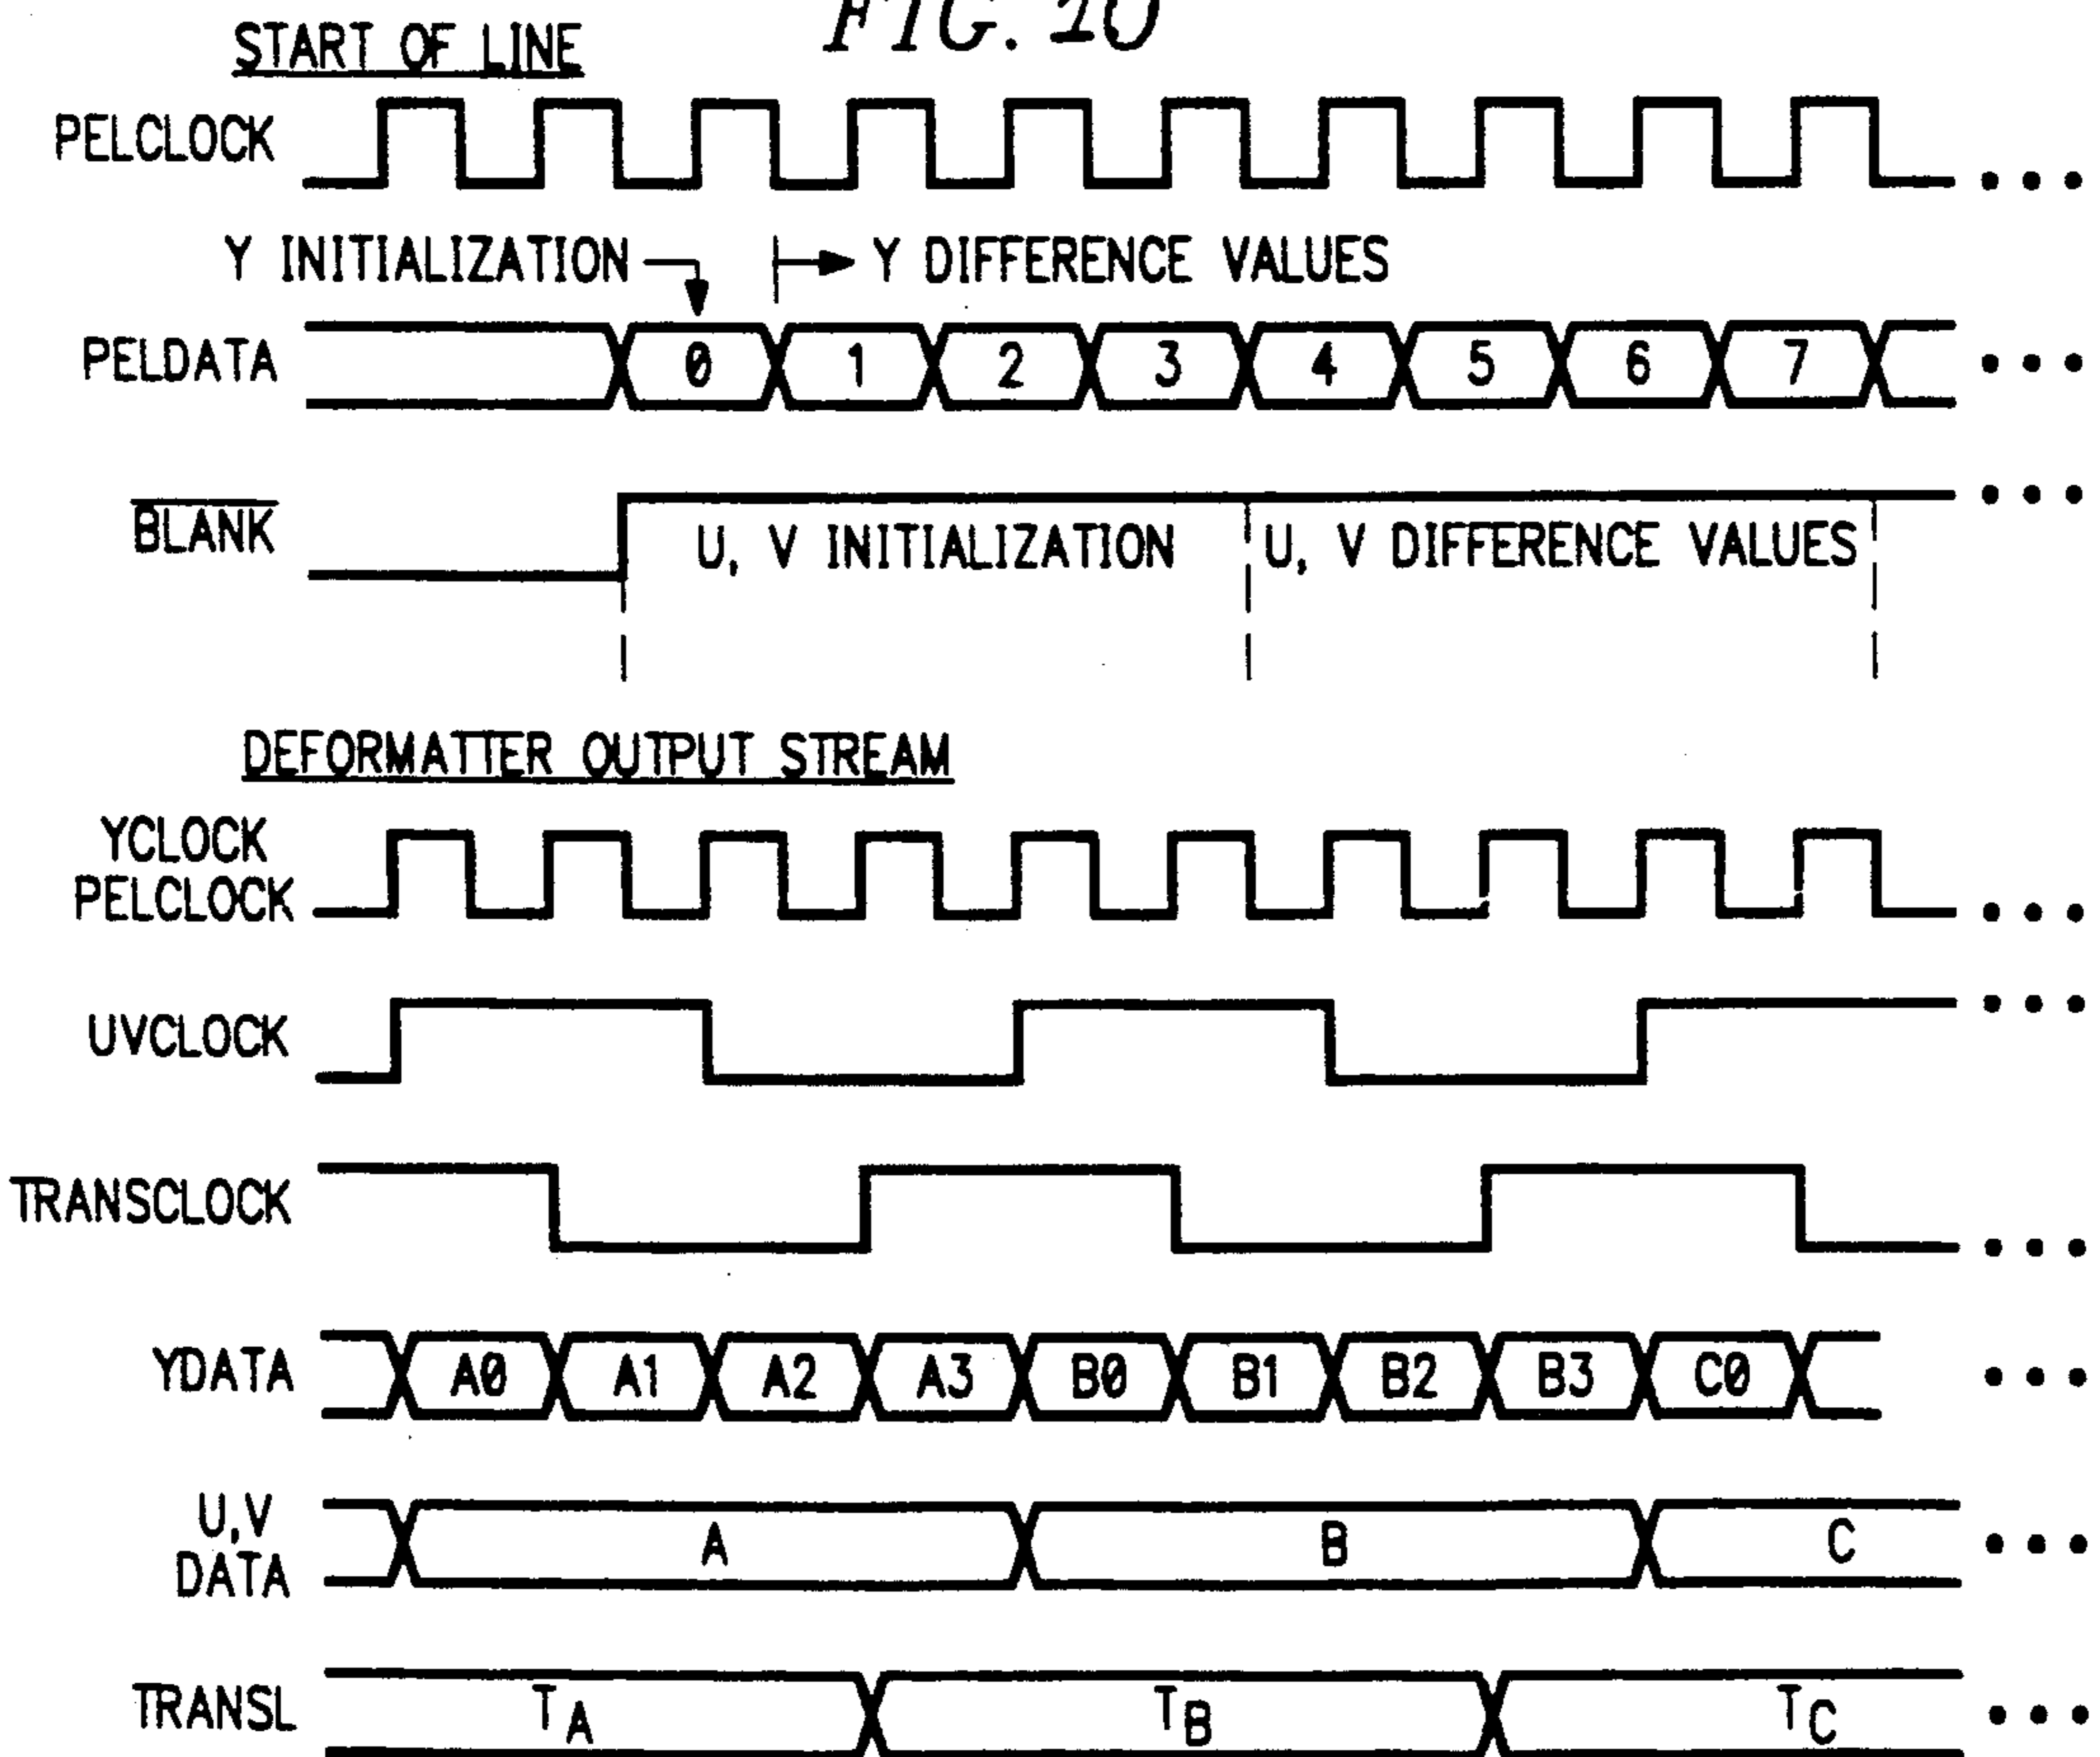 FIG. 10
START OF LINE
PELCLOCK
Y INITIALIZATION
Y DIFFERENCE VALUES
PELDATA
0 1 2 3 4 5 6 7
BLANK
U, V INITIALIZATION
U, V DIFFERENCE VALUES
DEFORMATTER OUTPUT STREAM
YCLOCK
PELCLOCK
UVCLOCK
TRANSCLOCK
YDATA
A0 A1 A2 A3 B0 B1 B2 B3 C0
U,V
DATA
A B C
TRANSL
TA TB TC